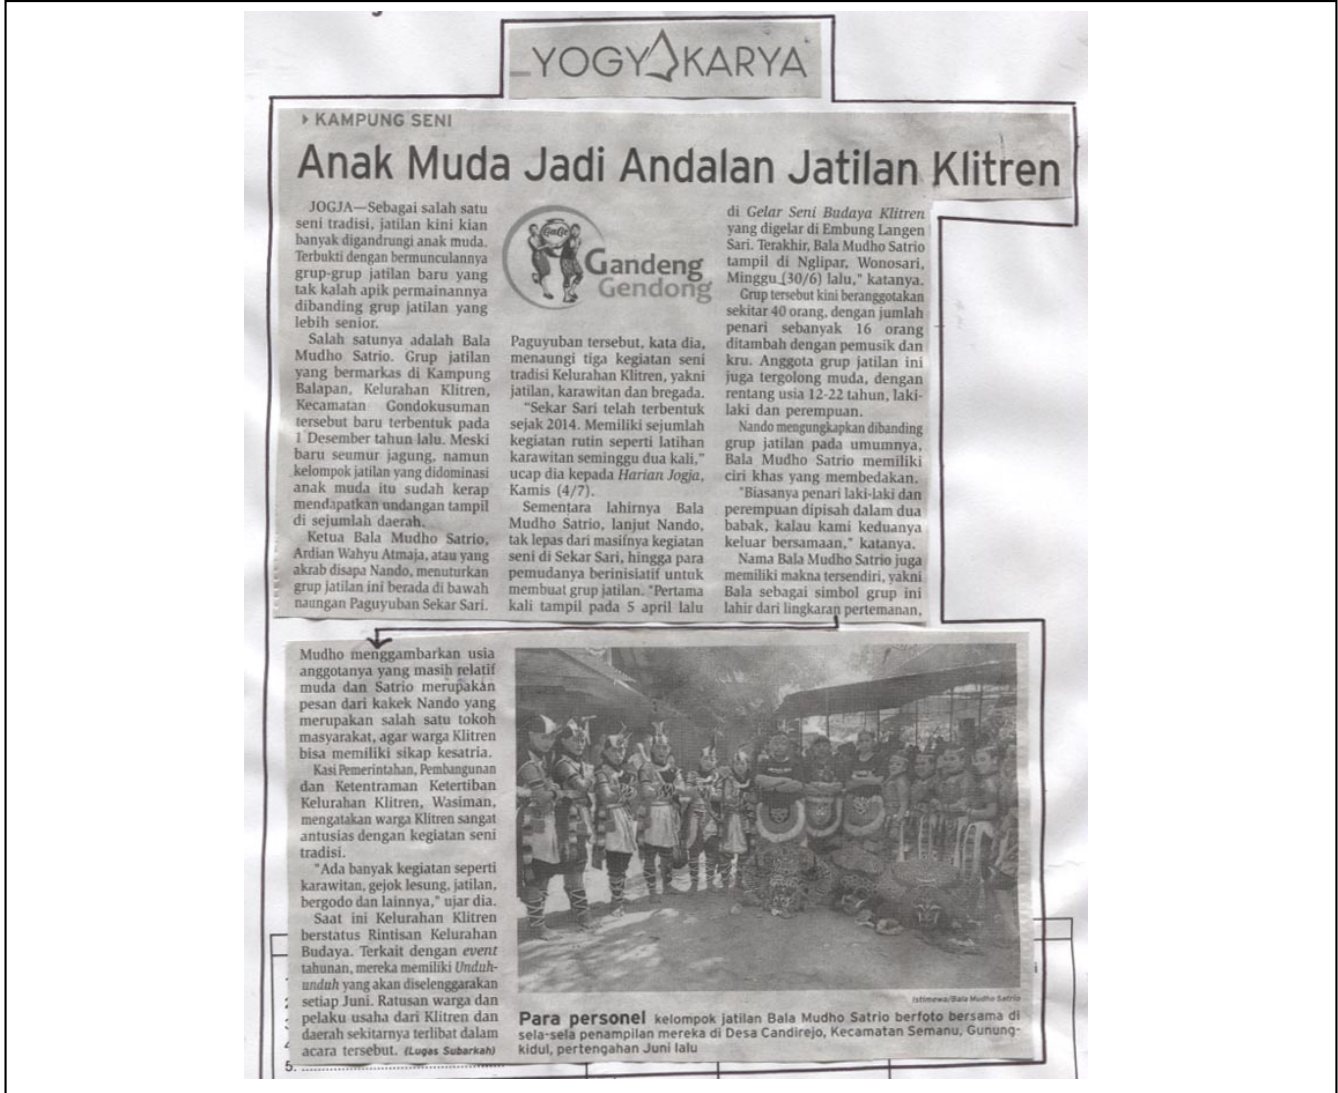 YOGYAKARYA
KAMPUNG SENI
Anak Muda Jadi Andalan Jatilan Klitren
JOGJA—Sebagai salah satu
seni tradisi, jatilan kini kian
banyak digandrungi anak muda.
Terbukti dengan bermunculannya
grup-grup jatilan baru yang
tak kalah apik permainannya
dibanding grup jatilan yang
lebih senior.
Salah satunya adalah Bala
Mudho Satrio. Grup jatilan
yang bermarkas di Kampung
Balapan, Kelurahan Klitren,
Kecamatan Gondokusuman
tersebut baru terbentuk pada
1 Desember tahun lalu. Meski
baru seumur jagung, namun
kelompok jatilan yang didominasi
anak muda itu sudah kerap
mendapatkan undangan tampil
di sejumlah daerah.
Ketua Bala Mudho Satrio,
Ardian Wahyu Atmaja, atau yang
akrab disapa Nando, menuturkan
grup jatilan ini berada di bawah
naungan Paguyuban Sekar Sari.
GaGe
Gandeng
Gendong
Paguyuban tersebut, kata dia,
menaungi tiga kegiatan seni
tradisi Kelurahan Klitren, yakni
jatilan, karawitan dan bregada.
"Sekar Sari telah terbentuk
sejak 2014. Memiliki sejumlah
kegiatan rutin seperti latihan
karawitan seminggu dua kali,"
ucap dia kepada Harian Jogja,
Kamis (4/7).
Sementara lahirnya Bala
Mudho Satrio, lanjut Nando,
tak lepas dari masifnya kegiatan
seni di Sekar Sari, hingga para
pemudanya berinisiatif untuk
membuat grup jatilan. "Pertama
kali tampil pada 5 april lalu
di Gelar Seni Budaya Klitren
yang digelar di Embung Langen
Sari. Terakhir, Bala Mudho Satrio
tampil di Nglipar, Wonosari,
Minggu (30/6) lalu," katanya.
Grup tersebut kini beranggotakan
sekitar 40 orang, dengan jumlah
penari sebanyak 16 orang
ditambah dengan pemusik dan
kru. Anggota grup jatilan ini
juga tergolong muda, dengan
rentang usia 12-22 tahun, laki-
laki dan perempuan.
Nando mengungkapkan dibanding
grup jatilan pada umumnya,
Bala Mudho Satrio memiliki
ciri khas yang membedakan.
"Biasanya penari laki-laki dan
perempuan dipisah dalam dua
babak, kalau kami keduanya
keluar bersamaan," katanya.
Nama Bala Mudho Satrio juga
memiliki makna tersendiri, yakni
Bala sebagai simbol grup ini
lahir dari lingkaran pertemanan,
Mudho menggambarkan usia
anggotanya yang masih relatif
muda dan Satrio merupakan
pesan dari kakek Nando yang
merupakan salah satu tokoh
masyarakat, agar warga Klitren
bisa memiliki sikap kesatria.
Kasi Pemerintahan, Pembangunan
dan Ketentraman Ketertiban
Kelurahan Klitren, Wasiman,
mengatakan warga Klitren sangat
antusias dengan kegiatan seni
tradisi.
"Ada banyak kegiatan seperti
karawitan, gejok lesung, jatilan,
bergodo dan lainnya," ujar dia.
Saat ini Kelurahan Klitren
berstatus Rintisan Kelurahan
Budaya. Terkait dengan event
tahunan, mereka memiliki Unduh-
unduh yang akan diselenggarakan
setiap Juni. Ratusan warga dan
pelaku usaha dari Klitren dan
daerah sekitarnya terlibat dalam
acara tersebut. (Lugas Subarkah)
Istimewa/Bala Mudho Satrio
Para personel kelompok jatilan Bala Mudho Satrio berfoto bersama di
sela-sela penampilan mereka di Desa Candirejo, Kecamatan Semanu, Gunung-
kidul, pertengahan Juni lalu
5.